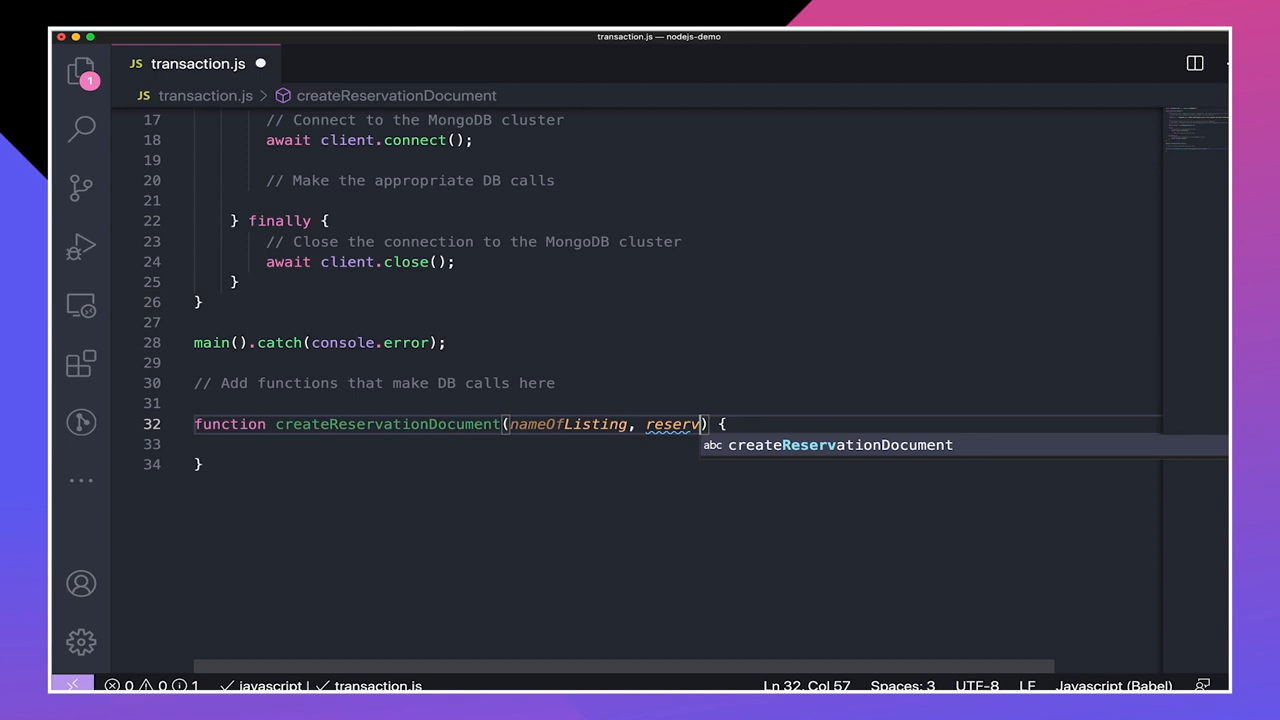 transaction.js — nodejs-demo
JS transaction.js
1
JS transaction.js > createReservationDocument
17 // Connect to the MongoDB cluster
18 await client.connect();
19
20 // Make the appropriate DB calls
21
22 } finally {
23 // Close the connection to the MongoDB cluster
24 await client.close();
25 }
26 }
27
28 main().catch(console.error);
29
30 // Add functions that make DB calls here
31
32 function createReservationDocument(nameOfListing, reserv) {
33 abc createReservationDocument
34 }
0 0 1 javascript | transaction.js Ln 32, Col 57 Spaces: 3 UTF-8 LF Javascript (Babel)